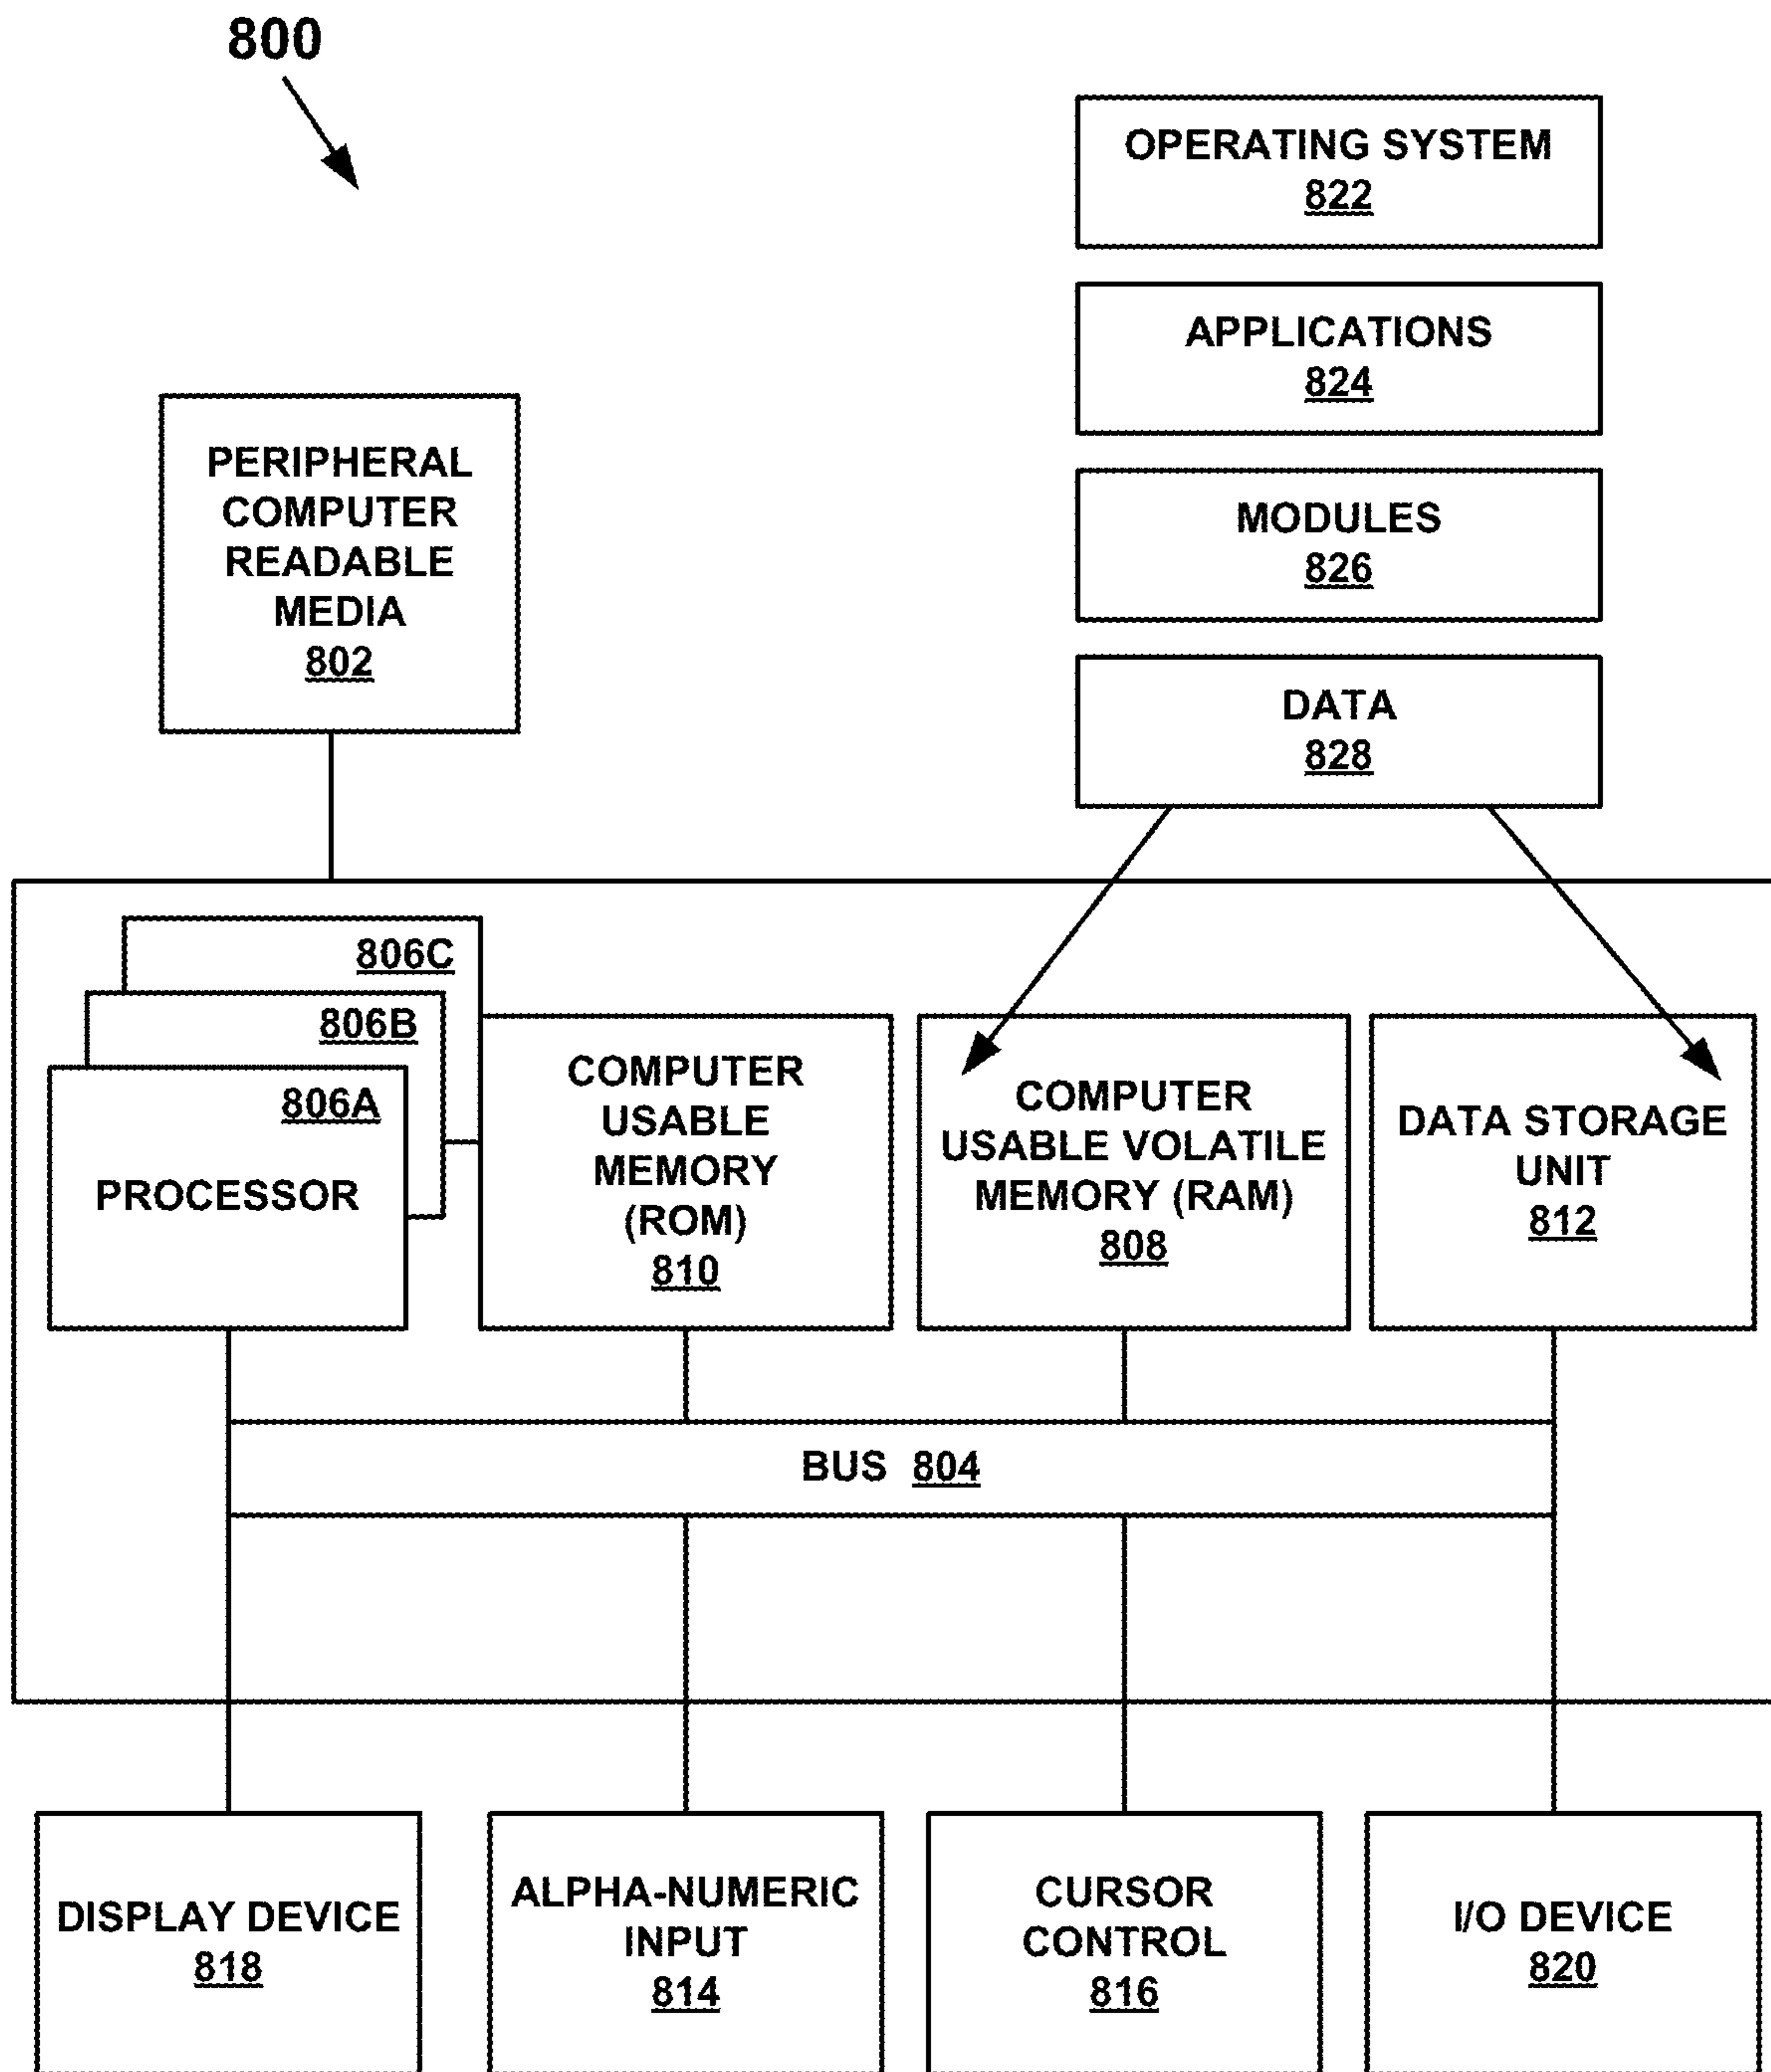 800
OPERATING SYSTEM
822
APPLICATIONS
824
MODULES
826
DATA
828
PERIPHERAL
COMPUTER
READABLE
MEDIA
802
806C
806B
806A
PROCESSOR
COMPUTER
USABLE
MEMORY
(ROM)
810
COMPUTER
USABLE VOLATILE
MEMORY (RAM)
808
DATA STORAGE
UNIT
812
BUS 804
DISPLAY DEVICE
818
ALPHA-NUMERIC
INPUT
814
CURSOR
CONTROL
816
I/O DEVICE
820